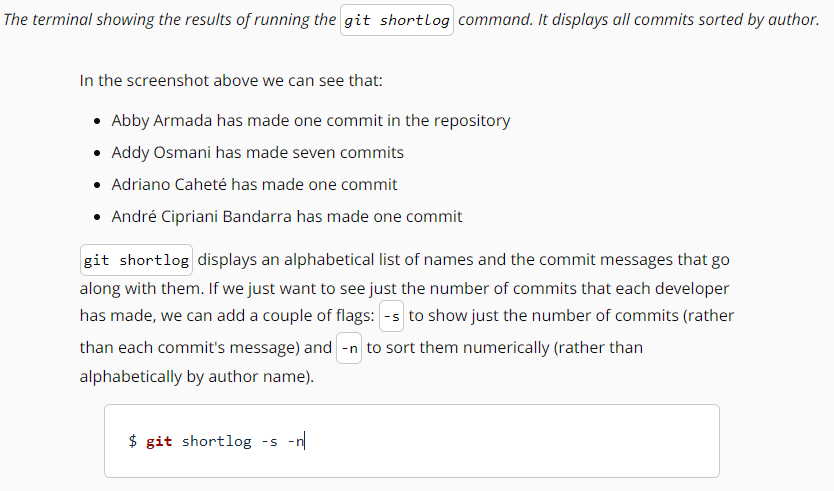 The terminal showing the results of running the git shortlog command. It displays all commits sorted by author.
In the screenshot above we can see that:
• Abby Armada has made one commit in the repository
• Addy Osmani has made seven commits
• Adriano Caheté has made one commit
• André Cipriani Bandarra has made one commit
git shortlog displays an alphabetical list of names and the commit messages that go
along with them. If we just want to see just the number of commits that each developer
has made, we can add a couple of flags: -s to show just the number of commits (rather
than each commit's message) and -n to sort them numerically (rather than
alphabetically by author name).
$ git shortlog -s -n